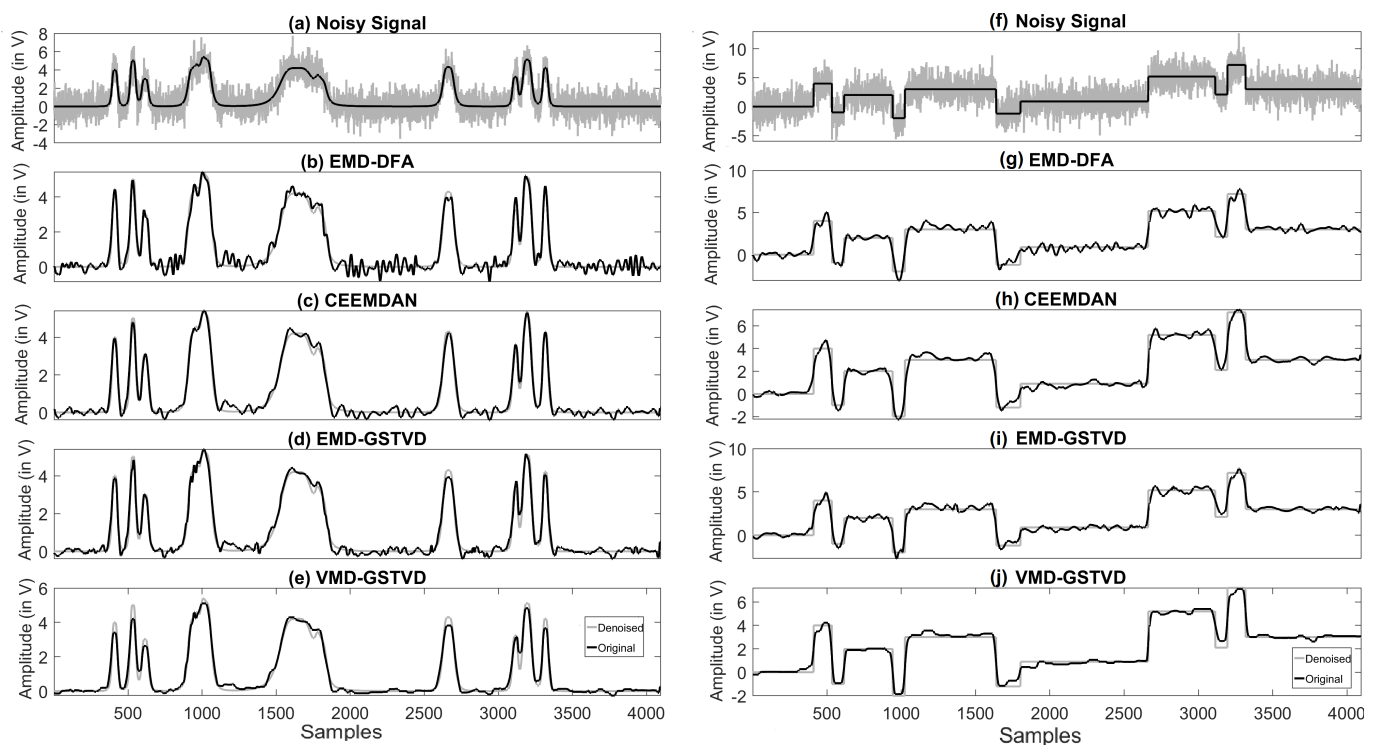 (a) Noisy Signal
Amplitude (in V)
8
6
4
2
0
-2
-4
(b) EMD-DFA
Amplitude (in V)
4
2
0
(c) CEEMDAN
Amplitude (in V)
4
2
0
(d) EMD-GSTVD
Amplitude (in V)
4
2
0
(e) VMD-GSTVD
Amplitude (in V)
6
4
2
0
Denoised
Original
500 1000 1500 2000 2500 3000 3500 4000
Samples
(f) Noisy Signal
Amplitude (in V)
10
5
0
-5
(g) EMD-DFA
Amplitude (in V)
10
5
0
(h) CEEMDAN
Amplitude (in V)
6
4
2
0
-2
(i) EMD-GSTVD
Amplitude (in V)
10
5
0
(j) VMD-GSTVD
Amplitude (in V)
6
4
2
0
-2
Denoised
Original
500 1000 1500 2000 2500 3000 3500 4000
Samples